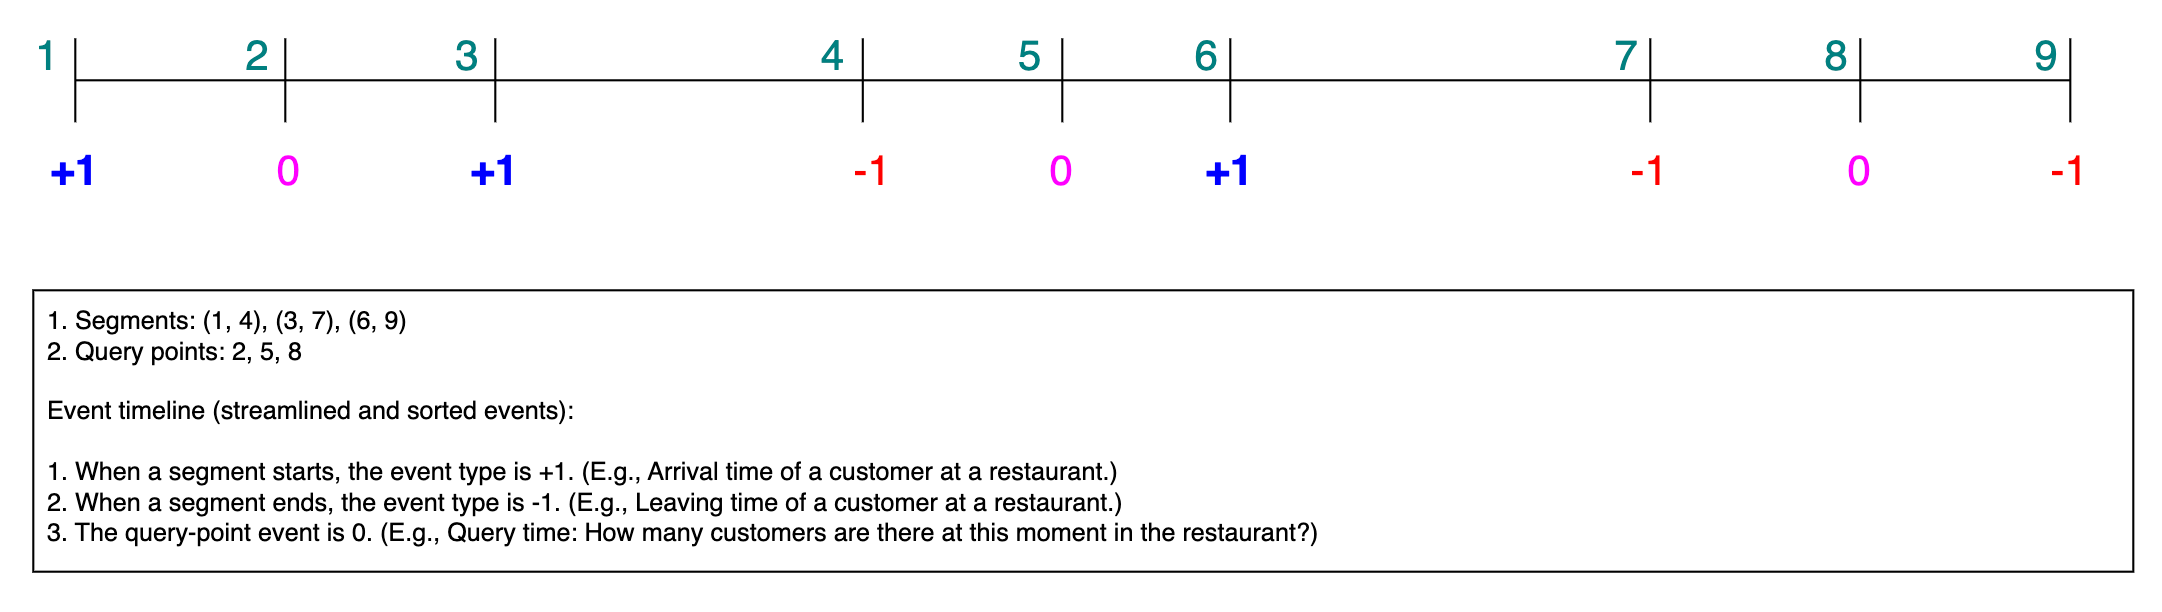 1 2 3 4 5 6 7 8 9
+1 0 +1 -1 0 +1 -1 0 -1
1. Segments: (1, 4), (3, 7), (6, 9)
2. Query points: 2, 5, 8
Event timeline (streamlined and sorted events):
1. When a segment starts, the event type is +1. (E.g., Arrival time of a customer at a restaurant.)
2. When a segment ends, the event type is -1. (E.g., Leaving time of a customer at a restaurant.)
3. The query-point event is 0. (E.g., Query time: How many customers are there at this moment in the restaurant?)